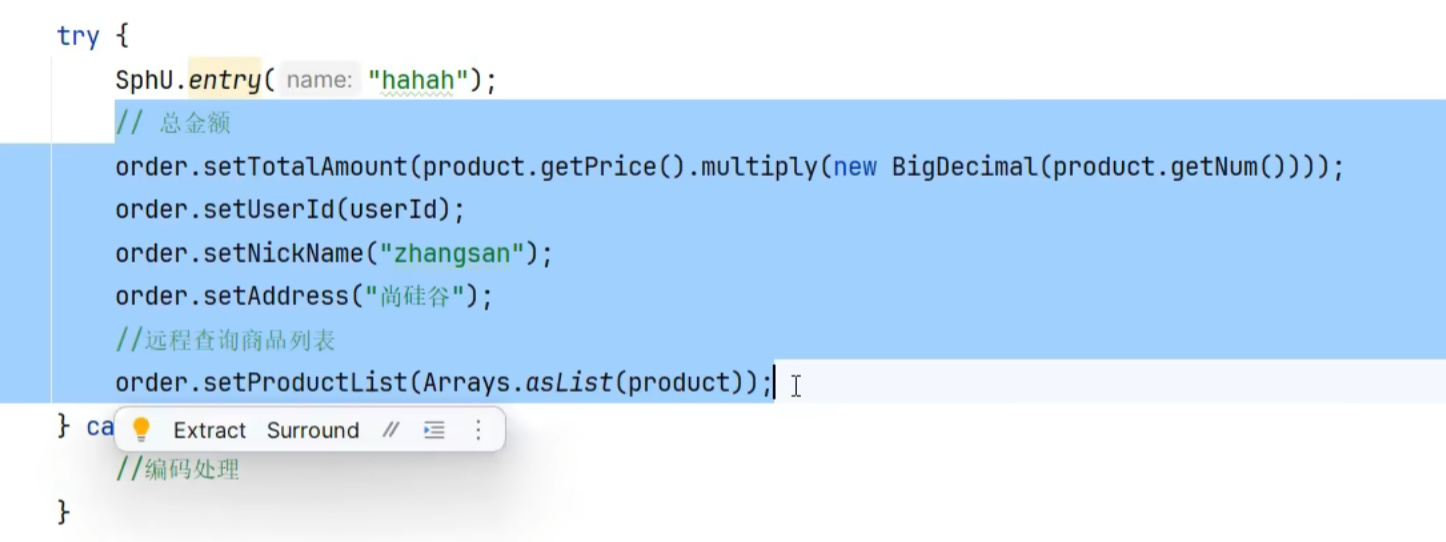 try {
SphU.entry( name: "hahah");
// 总金额
order.setTotalAmount(product.getPrice().multiply(new BigDecimal(product.getNum())));
order.setUserId(userId);
order.setNickName("zhangsan");
order.setAddress("尚硅谷");
//远程查询商品列表
order.setProductList(Arrays.asList(product));
} ca
Extract Surround //
//编码处理
}